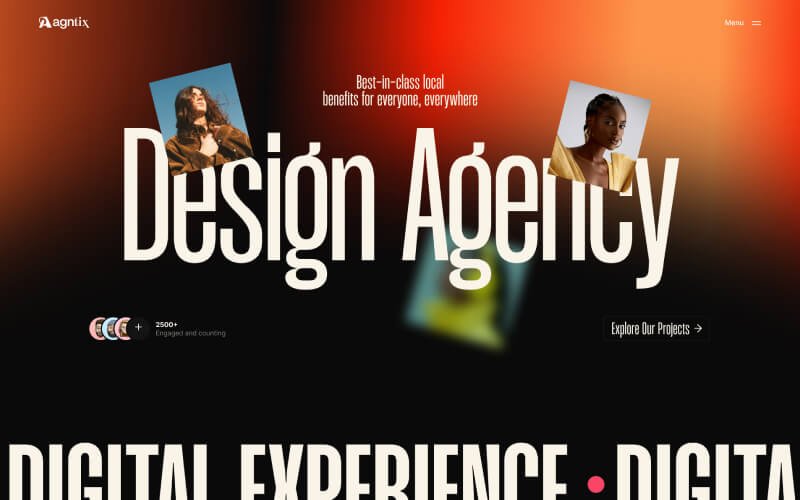 agntix
Menu
Best-in-class local
benefits for everyone, everywhere
Design Agency
2500+
Engaged and counting
Explore Our Projects →
DIGITAL EXPERIENCE • DIGITA